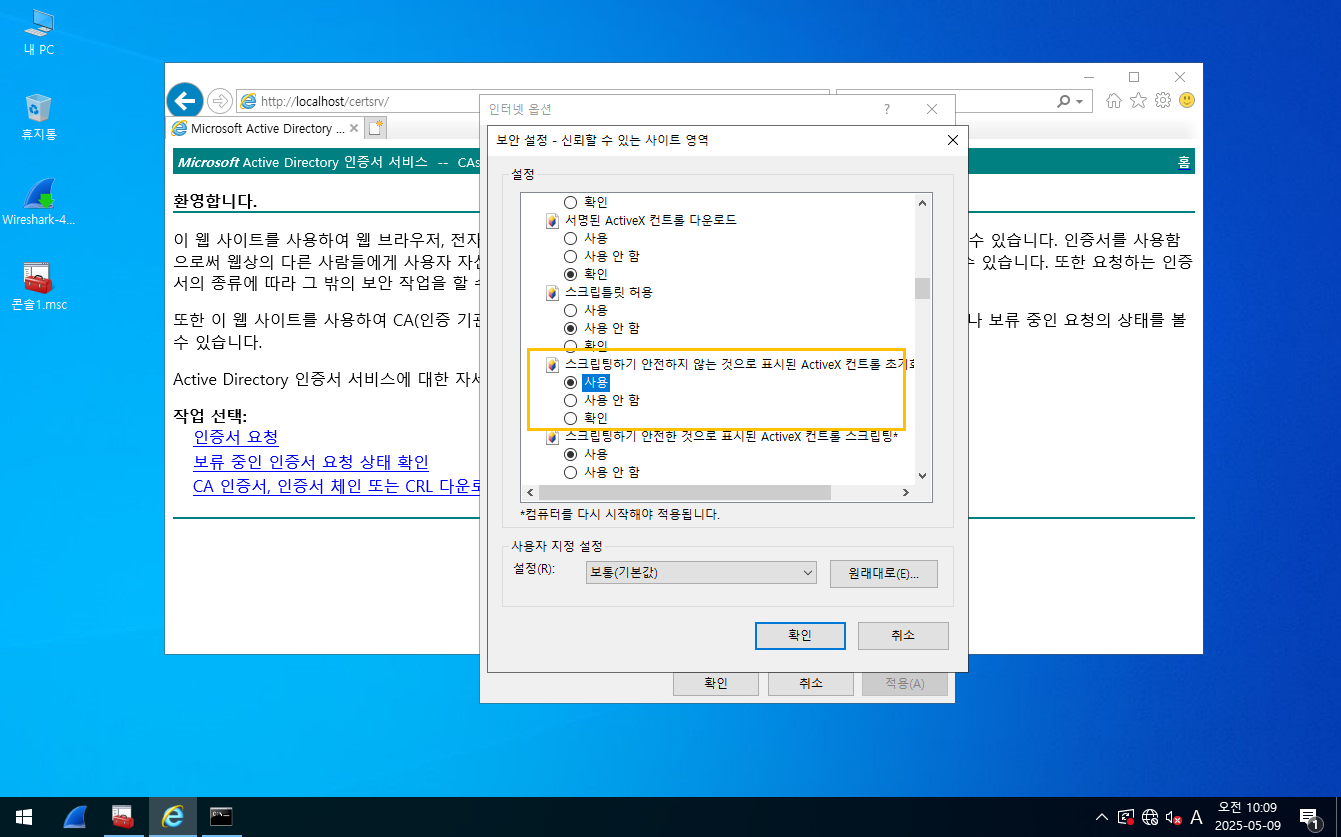 내 PC
휴지통
Wireshark-4...
콘솔1.msc
http://localhost/certsrv/
Microsoft Active Directory ...
Microsoft Active Directory 인증서 서비스 -- CAs
홈
환영합니다.
이 웹 사이트를 사용하여 웹 브라우저, 전자
수 있습니다. 인증서를 사용함
으로써 웹상의 다른 사람들에게 사용자 자신
수 있습니다. 또한 요청하는 인증
서의 종류에 따라 그 밖의 보안 작업을 할 수
또한 이 웹 사이트를 사용하여 CA(인증 기관
나 보류 중인 요청의 상태를 볼
수 있습니다.
Active Directory 인증서 서비스에 대한 자세
작업 선택:
인증서 요청
보류 중인 인증서 요청 상태 확인
CA 인증서, 인증서 체인 또는 CRL 다운로
인터넷 옵션
?
보안 설정 - 신뢰할 수 있는 사이트 영역
설정
확인
서명된 ActiveX 컨트롤 다운로드
사용
사용 안 함
확인
스크립틀릿 허용
사용
사용 안 함
확인
스크립팅하기 안전하지 않는 것으로 표시된 ActiveX 컨트롤 초기화
사용
사용 안 함
확인
스크립팅하기 안전한 것으로 표시된 ActiveX 컨트롤 스크립팅*
사용
사용 안 함
*컴퓨터를 다시 시작해야 적용됩니다.
사용자 지정 설정
설정(R):
보통(기본값)
원래대로(E)...
확인
취소
확인
취소
적용(A)
A
오전 10:09
2025-05-09
1